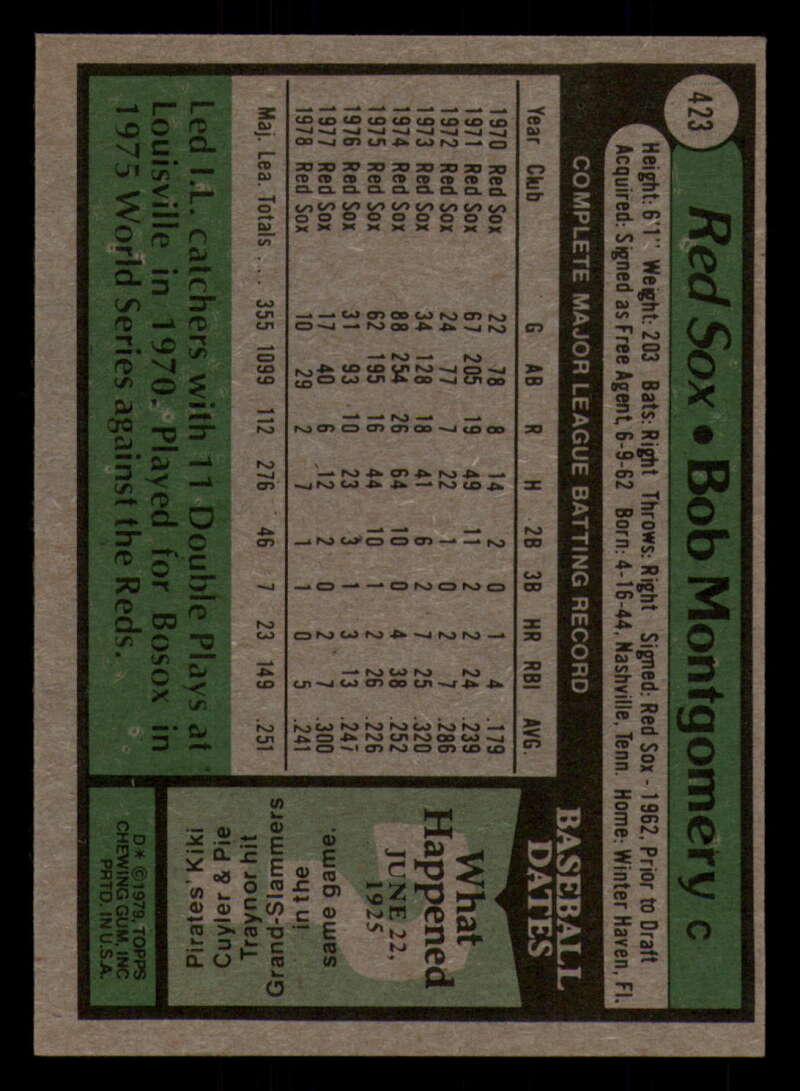 423
Red Sox • Bob Montgomery C
Height: 6'1" Weight: 203 Bats: Right Throws: Right Signed: Red Sox - 1962, Prior to Draft
Acquired: Signed as Free Agent, 6-9-62 Born: 4-16-44, Nashville, Tenn. Home: Winter Haven, Fl.
COMPLETE MAJOR LEAGUE BATTING RECORD
Year Club G AB R H 2B 3B HR RBI AVG.
1970 Red Sox 22 78 8 14 2 0 1 4 .179
1971 Red Sox 67 205 19 49 11 2 2 24 .239
1972 Red Sox 24 77 7 22 1 0 2 7 .286
1973 Red Sox 34 128 18 41 6 2 7 25 .320
1974 Red Sox 88 254 26 64 10 0 4 38 .252
1975 Red Sox 62 195 16 44 10 1 2 26 .226
1976 Red Sox 31 93 10 23 3 1 3 13 .247
1977 Red Sox 17 40 6 12 2 0 2 7 .300
1978 Red Sox 10 29 2 7 1 1 0 5 .241
Maj. Lea. Totals . . . 355 1099 112 276 46 7 23 149 .251
Led I.L. catchers with 11 Double Plays at
Louisville in 1970. Played for Bosox in
1975 World Series against the Reds.
BASEBALL
DATES
What
Happened
JUNE 22,
1925
Pirates' Kiki
Cuyler & Pie
Traynor hit
Grand-Slammers
in the
same game.
D* ©1979, TOPPS
CHEWING GUM, INC
PRTD. IN U.S.A.